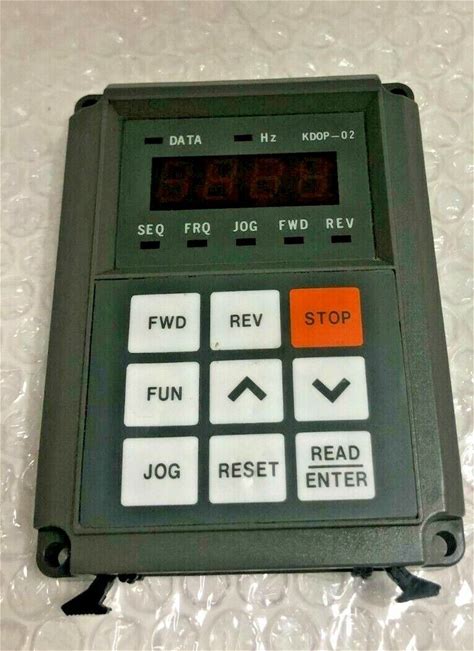 DATA Hz KDOP-02
SEQ FRQ JOG FWD REV
FWD REV STOP
FUN
JOG RESET READ
ENTER